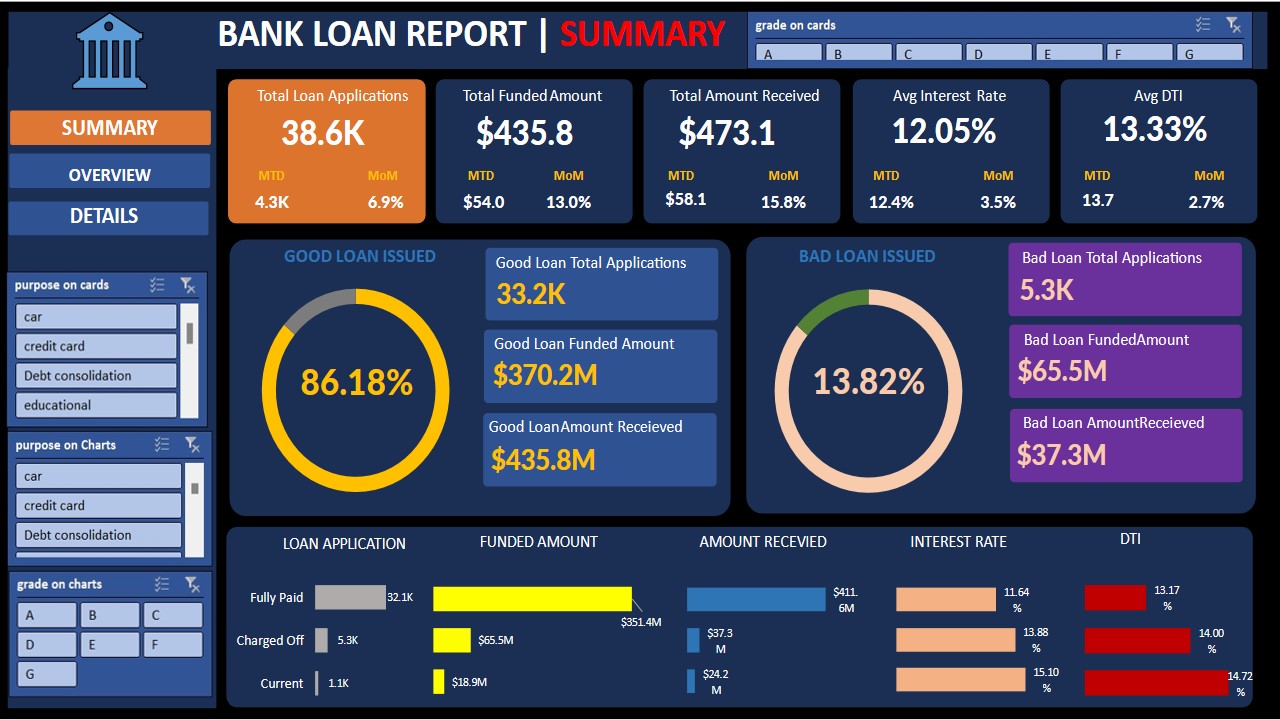 BANK LOAN REPORT | SUMMARY
grade on cards
A B C D E F G
SUMMARY
OVERVIEW
DETAILS
Total Loan Applications
38.6K
MTD MoM
4.3K 6.9%
Total FundedAmount
$435.8
MTD MoM
$54.0 13.0%
Total Amount Received
$473.1
MTD MoM
$58.1 15.8%
Avg Interest Rate
12.05%
MTD MoM
12.4% 3.5%
Avg DTI
13.33%
MTD MoM
13.7 2.7%
purpose on cards
car
credit card
Debt consolidation
educational
purpose on Charts
car
credit card
Debt consolidation
grade on charts
A B C
D E F
G
GOOD LOAN ISSUED
86.18%
Good Loan Total Applications
33.2K
Good Loan Funded Amount
$370.2M
Good LoanAmount Receieved
$435.8M
BAD LOAN ISSUED
13.82%
Bad Loan Total Applications
5.3K
Bad Loan FundedAmount
$65.5M
Bad Loan AmountReceieved
$37.3M
LOAN APPLICATION FUNDED AMOUNT AMOUNT RECEVIED INTEREST RATE DTI
Fully Paid 32.1K $351.4M $411.
6M 11.64
% 13.17
%
Charged Off 5.3K $65.5M $37.3
M 13.88
% 14.00
%
Current 1.1K $18.9M $24.2
M 15.10
% 14.72
%